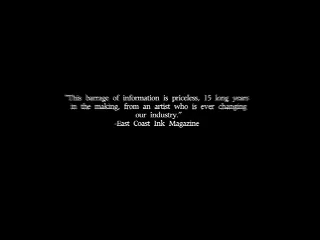 "This barrage of information is priceless, 15 long years
in the making, from an artist who is ever changing
our industry."
-East Coast Ink Magazine